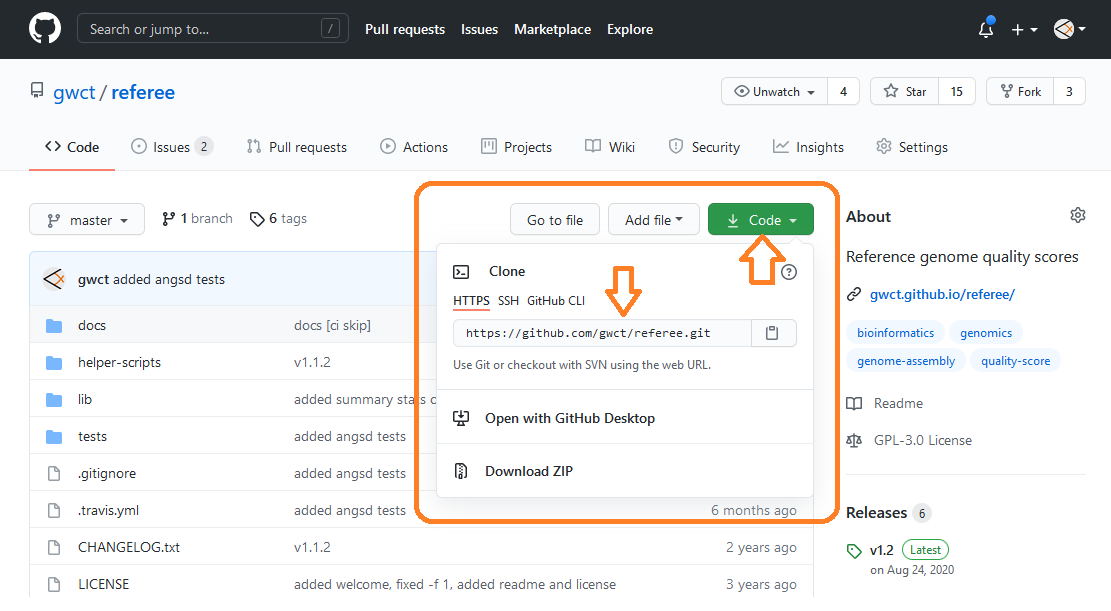 Search or jump to… /
Pull requests Issues Marketplace Explore
gwct / referee
Unwatch 4 Star 15 Fork 3
Code Issues 2 Pull requests Actions Projects Wiki Security Insights Settings
master 1 branch 6 tags
Go to file Add file Code
gwct added angsd tests
docs docs [ci skip]
helper-scripts v1.1.2
lib added summary stats
tests added angsd tests
.gitignore added angsd tests
.travis.yml added angsd tests 6 months ago
CHANGELOG.txt v1.1.2 2 years ago
LICENSE added welcome, fixed -f 1, added readme and license 3 years ago
Clone ?
HTTPS SSH GitHub CLI
https://github.com/gwct/referee.git
Use Git or checkout with SVN using the web URL.
Open with GitHub Desktop
Download ZIP
About
Reference genome quality scores
gwct.github.io/referee/
bioinformatics genomics
genome-assembly quality-score
Readme
GPL-3.0 License
Releases 6
v1.2 Latest
on Aug 24, 2020